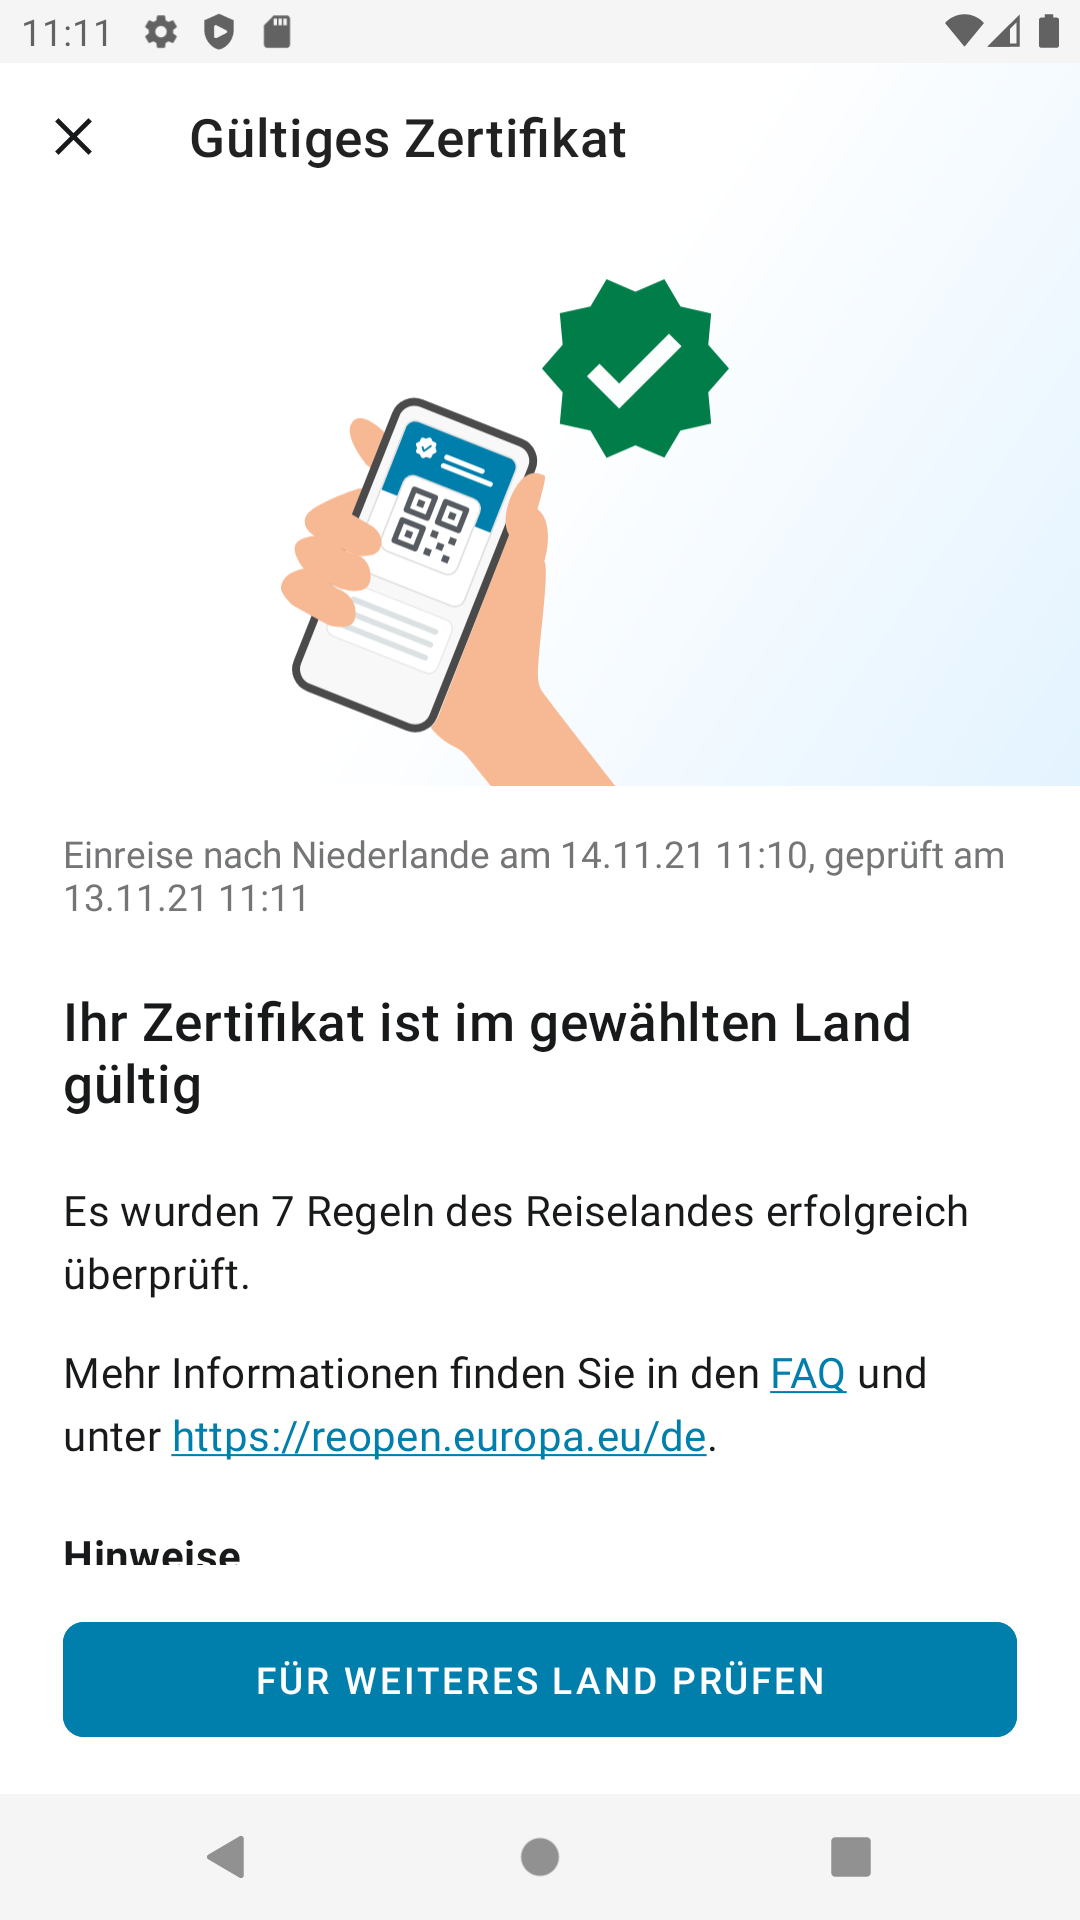 11:11
Gültiges Zertifikat
Einreise nach Niederlande am 14.11.21 11:10, geprüft am
13.11.21 11:11
Ihr Zertifikat ist im gewählten Land
gültig
Es wurden 7 Regeln des Reiselandes erfolgreich
überprüft.
Mehr Informationen finden Sie in den FAQ und
unter https://reopen.europa.eu/de.
Hinweise
FÜR WEITERES LAND PRÜFEN